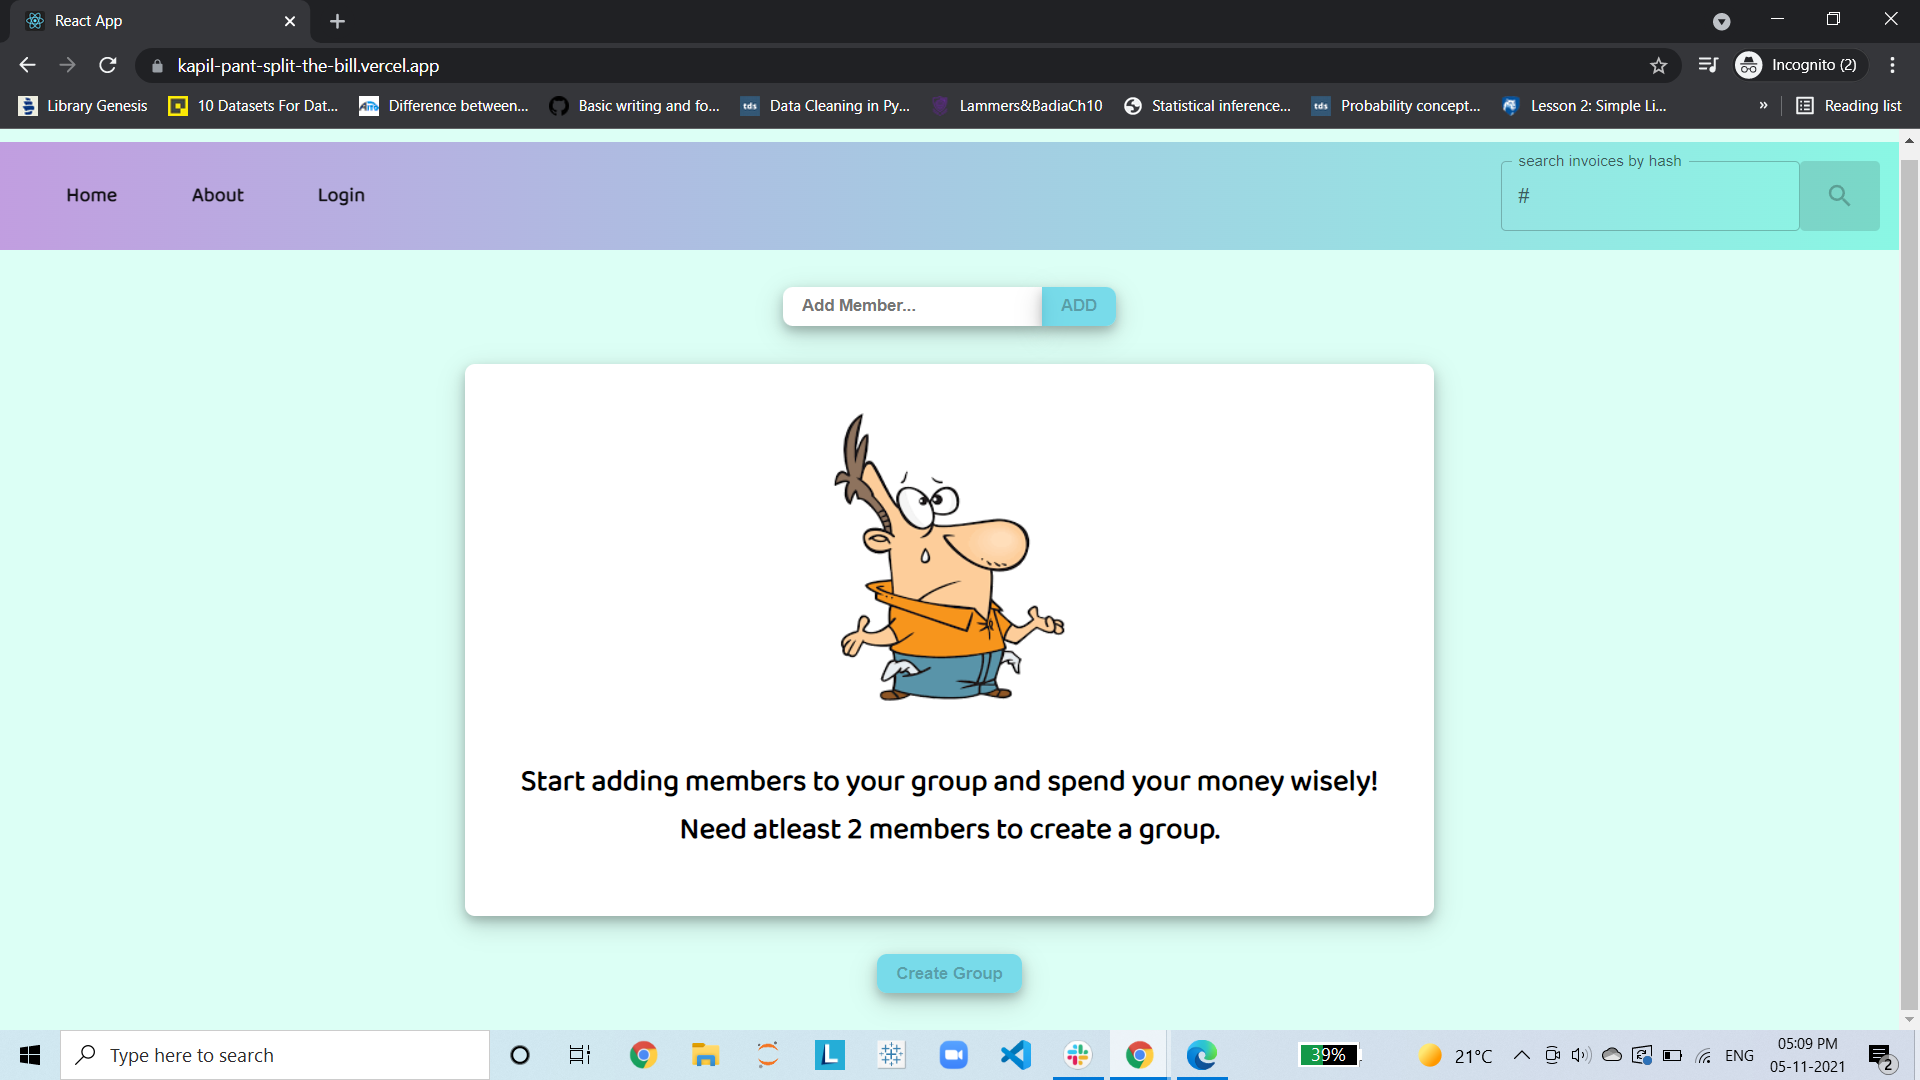 React App
kapil-pant-split-the-bill.vercel.app
Incognito (2)
Library Genesis
10 Datasets For Dat...
Difference between...
Basic writing and fo...
tds
Data Cleaning in Py...
Lammers&BadiaCh10
Statistical inference...
tds
Probability concept...
Lesson 2: Simple Li...
»
Reading list
Home
About
Login
search invoices by hash
#
Add Member...
ADD
Start adding members to your group and spend your money wisely!
Need atleast 2 members to create a group.
Create Group
Type here to search
L
39%
21°C
ENG
05:09 PM
05-11-2021
2